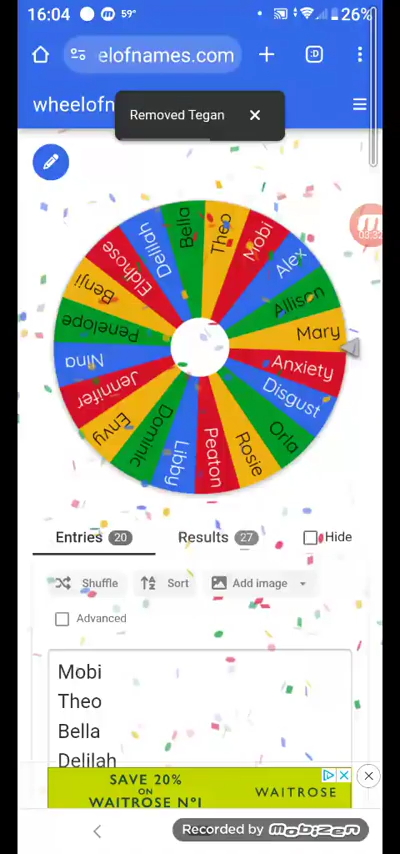 16:04 59° 26%
elofnames.com :D
wheelofn
Removed Tegan
Bella
Theo
Mobi
Alex
Allison
Mary
Anxiety
Disgust
Orla
Rosie
Peaton
Libby
Dominic
Envy
Jennifer
Nina
Penelope
Benji
Eldhose
Delilah
Entries 20 Results 27 Hide
Shuffle Sort Add image
Advanced
Mobi
Theo
Bella
Delilah
SAVE 20%
ON
WAITROSE Nº1 WAITROSE
Recorded by mobizen